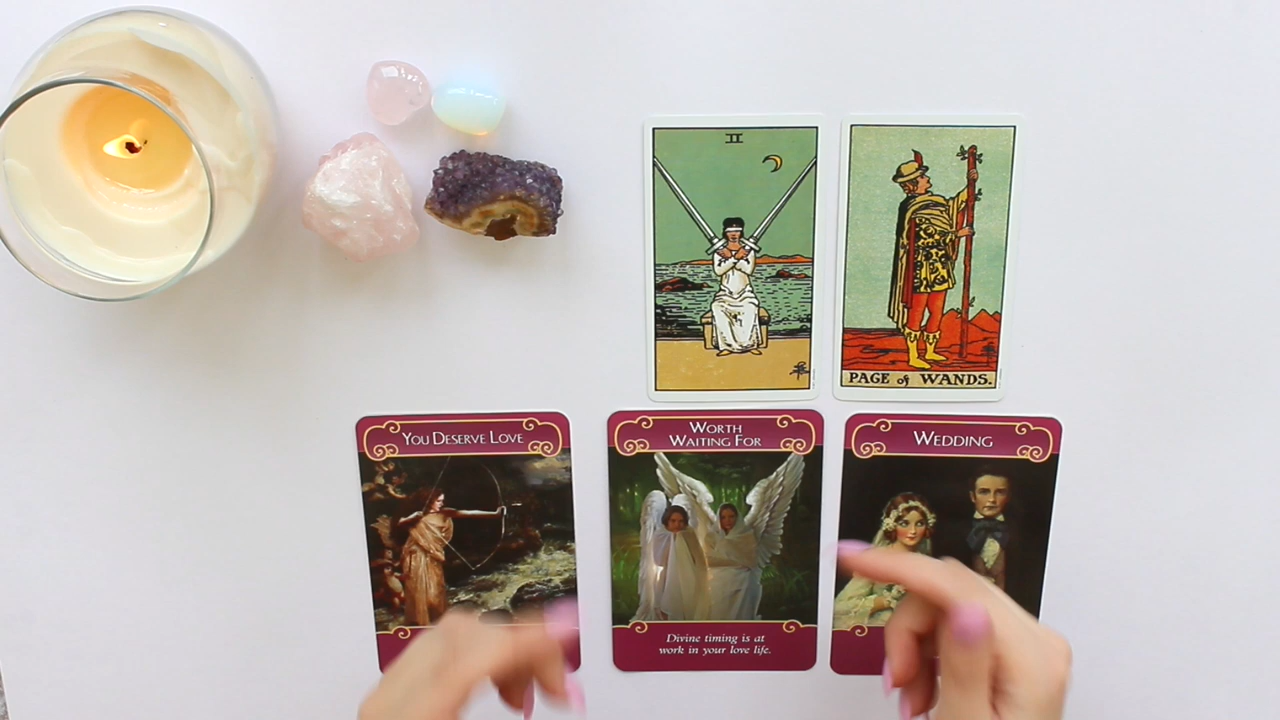 II
PAGE of WANDS.
YOU DESERVE LOVE
WORTH
WAITING FOR
WEDDING
Divine timing is at
work in your love life.